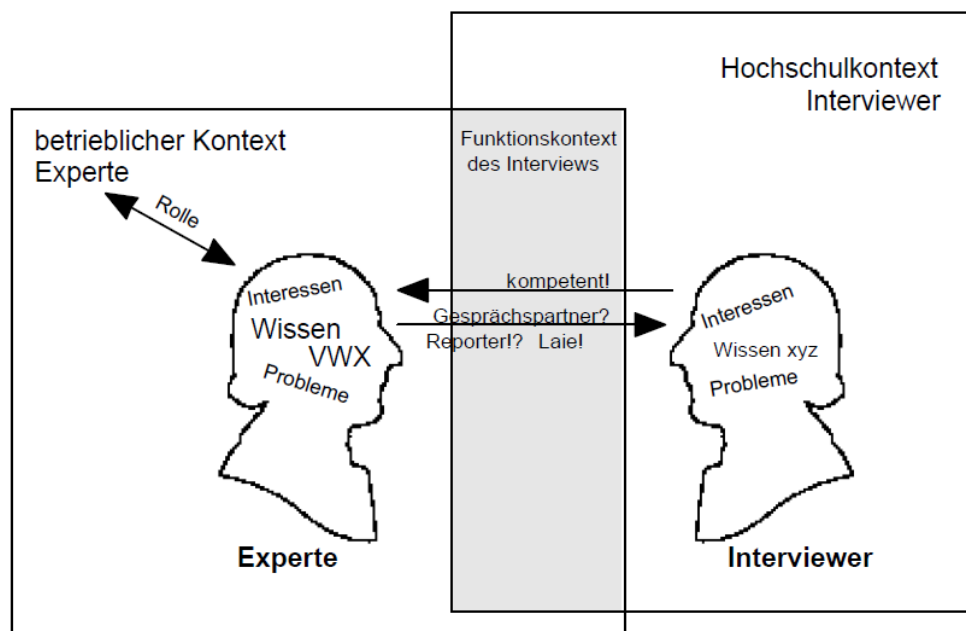 Hochschulkontext
Interviewer
betrieblicher Kontext
Experte
Funktionskontext
des Interviews
Rolle
kompetent!
Gesprächspartner?
Reporter!? Laie!
Interessen
Wissen
VWX
Probleme
Interessen
Wissen xyz
Probleme
Experte
Interviewer